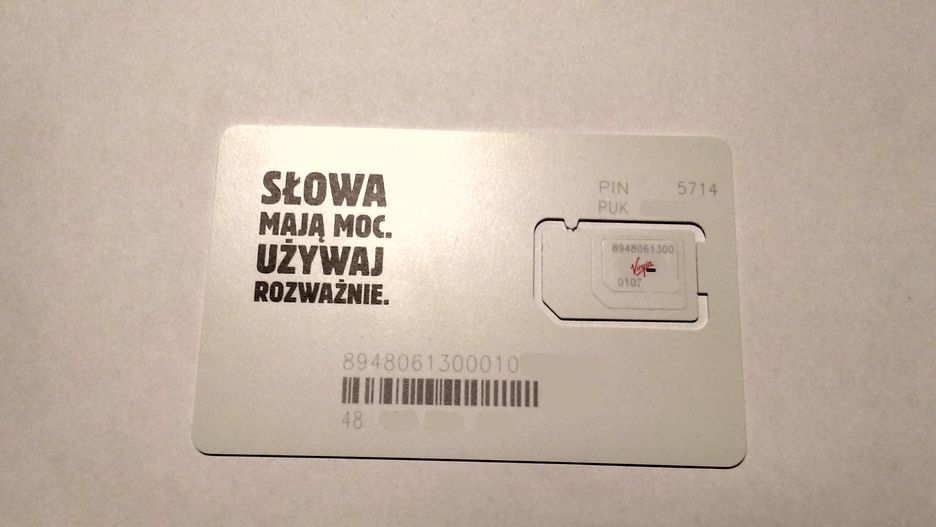 SŁOWA
MAJĄ MOC.
UŻYWAJ
ROZWAŻNIE.
PIN 5714
PUK
8948061300
Virgin
0107
8948061300010
48